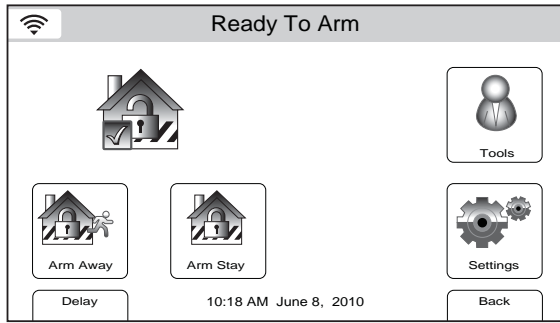 Ready To Arm
Tools
Arm Away
Arm Stay
Settings
Delay
10:18 AM June 8, 2010
Back